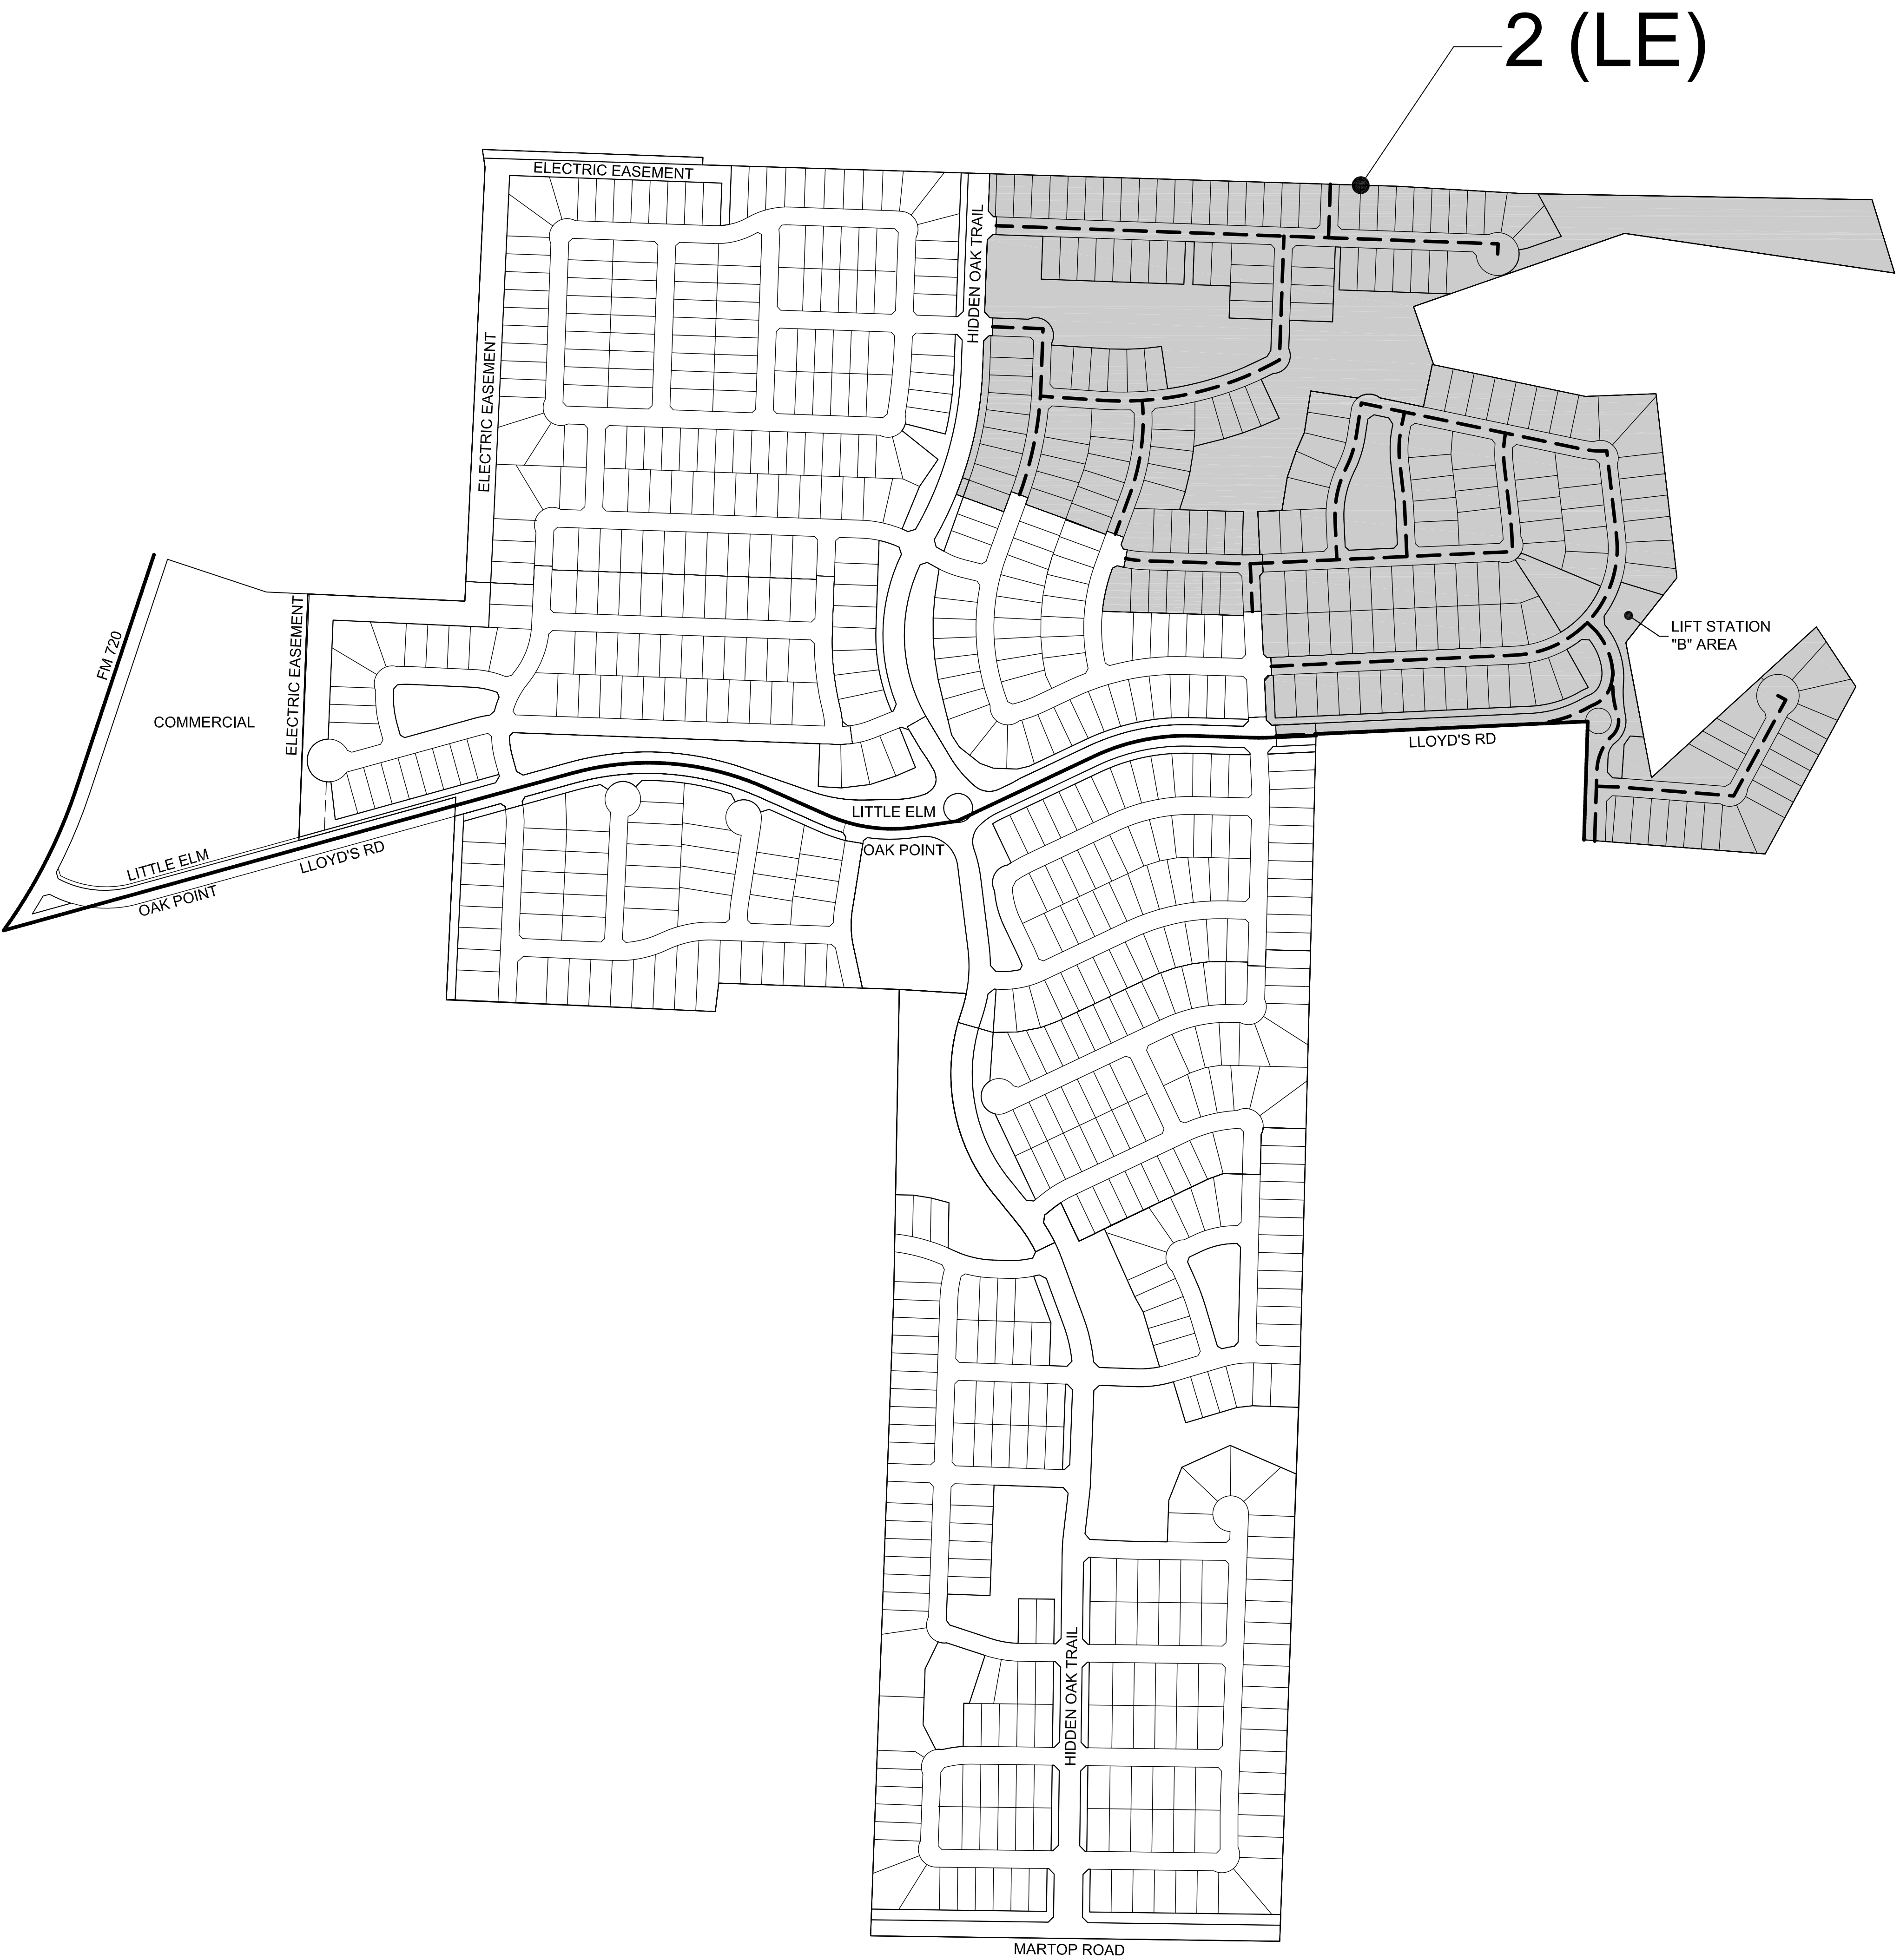 2 (LE)
ELECTRIC EASEMENT
HIDDEN OAK TRAIL
ELECTRIC EASEMENT
ELECTRIC EASEMENT
FM 720
COMMERCIAL
LIFT STATION
"B" AREA
LLOYD'S RD
LITTLE ELM
OAK POINT
LITTLE ELM
LLOYD'S RD
OAK POINT
HIDDEN OAK TRAIL
MARTOP ROAD